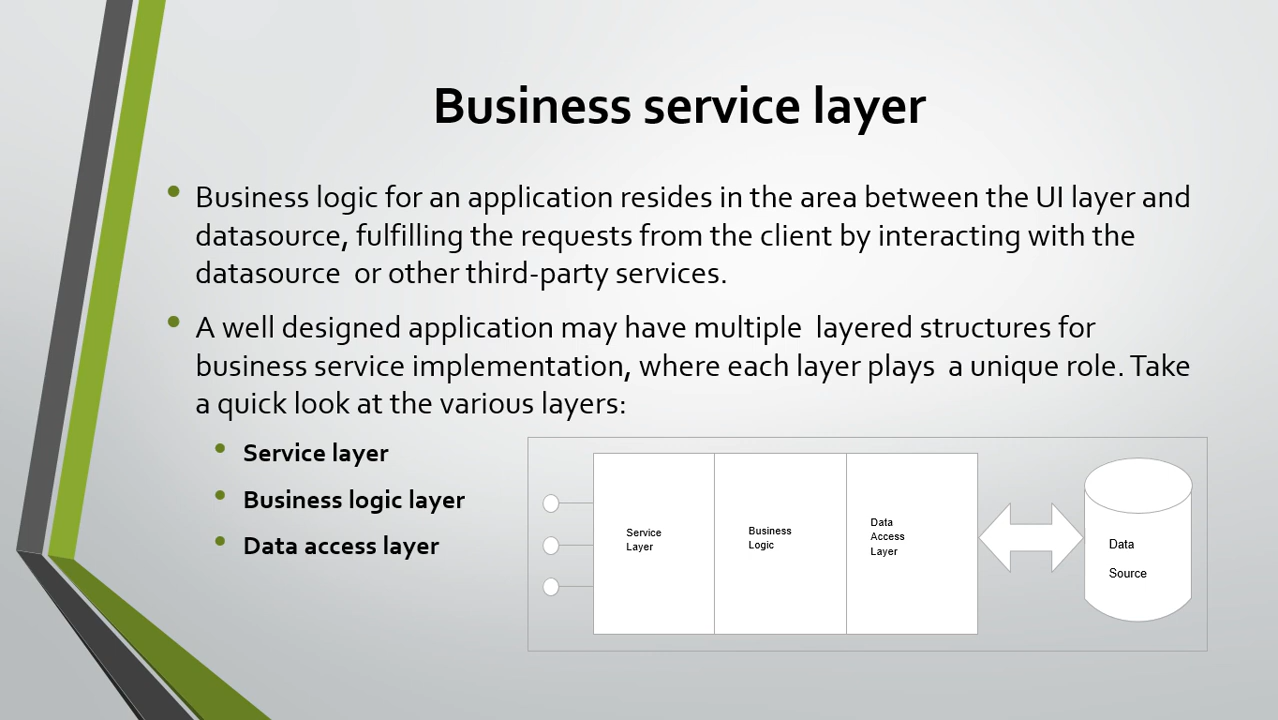 Business service layer
Business logic for an application resides in the area between the UI layer and
datasource, fulfilling the requests from the client by interacting with the
datasource  or other third-party services.
A well designed application may have multiple  layered structures for
business service implementation, where each layer plays  a unique role. Take
a quick look at the various layers:
Service layer
Business logic layer
Data access layer
Service
Layer
Business
Logic
Data
Access
Layer
Data
Source